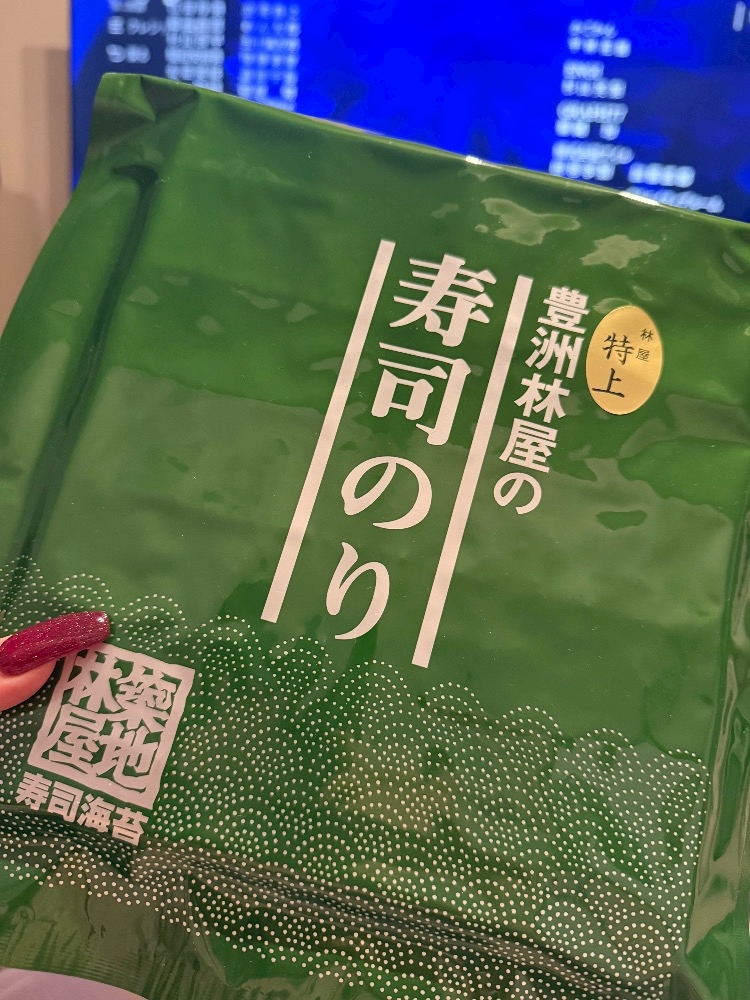 林屋
特上
豊洲林屋の
寿司のり
築地
林屋
寿司海苔